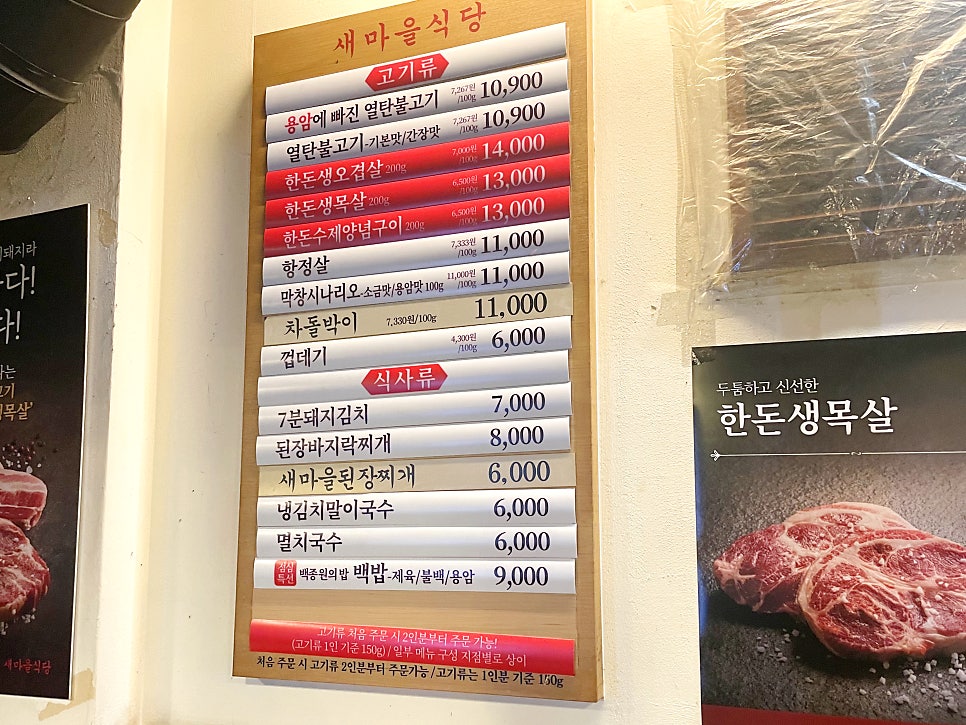 새마을식당
고기류
용암에 빠진 열탄불고기 7,267원/100g 10,900
열탄불고기-기본맛/간장맛 7,267원/100g 10,900
한돈생오겹살 200g 7,000원/100g 14,000
한돈생목살 200g 6,500원/100g 13,000
한돈수제양념구이 200g 6,500원/100g 13,000
항정살 7,333원/100g 11,000
막창시나리오-소금맛/용암맛 100g 11,000원/100g 11,000
차돌박이 7,330원/100g 11,000
껍데기 4,300원/100g 6,000
식사류
7분돼지김치 7,000
된장바지락찌개 8,000
새마을된장찌개 6,000
냉김치말이국수 6,000
멸치국수 6,000
점심특선 백종원의밥 백밥-제육/불백/용암 9,000
고기류 처음 주문 시 2인분부터 주문 가능!
(고기류 1인 기준 150g) / 일부 메뉴 구성 지점별로 상이
처음 주문 시 고기류 2인분부터 주문가능 /고기류는 1인분 기준 150g
돼지라
다!
다!
는
고기
목살'
새마을식당
두툼하고 신선한
한돈생목살